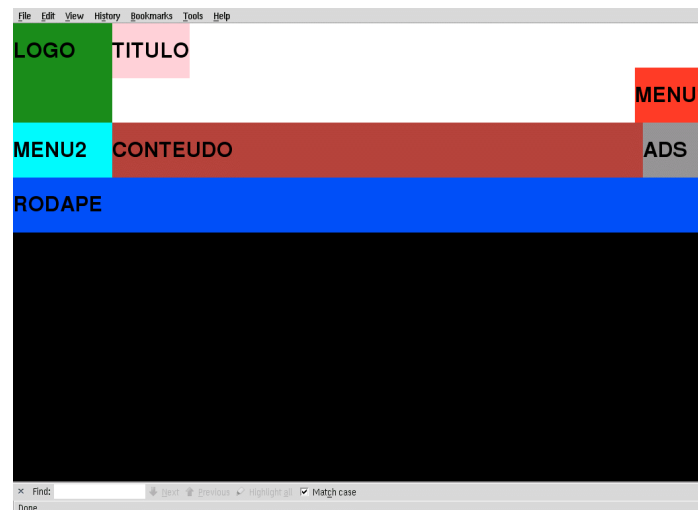 File Edit View History Bookmarks Tools Help
LOGO TITULO
MENU
MENU2 CONTEUDO ADS
RODAPE
× Find: Next Previous Highlight all Match case
Done